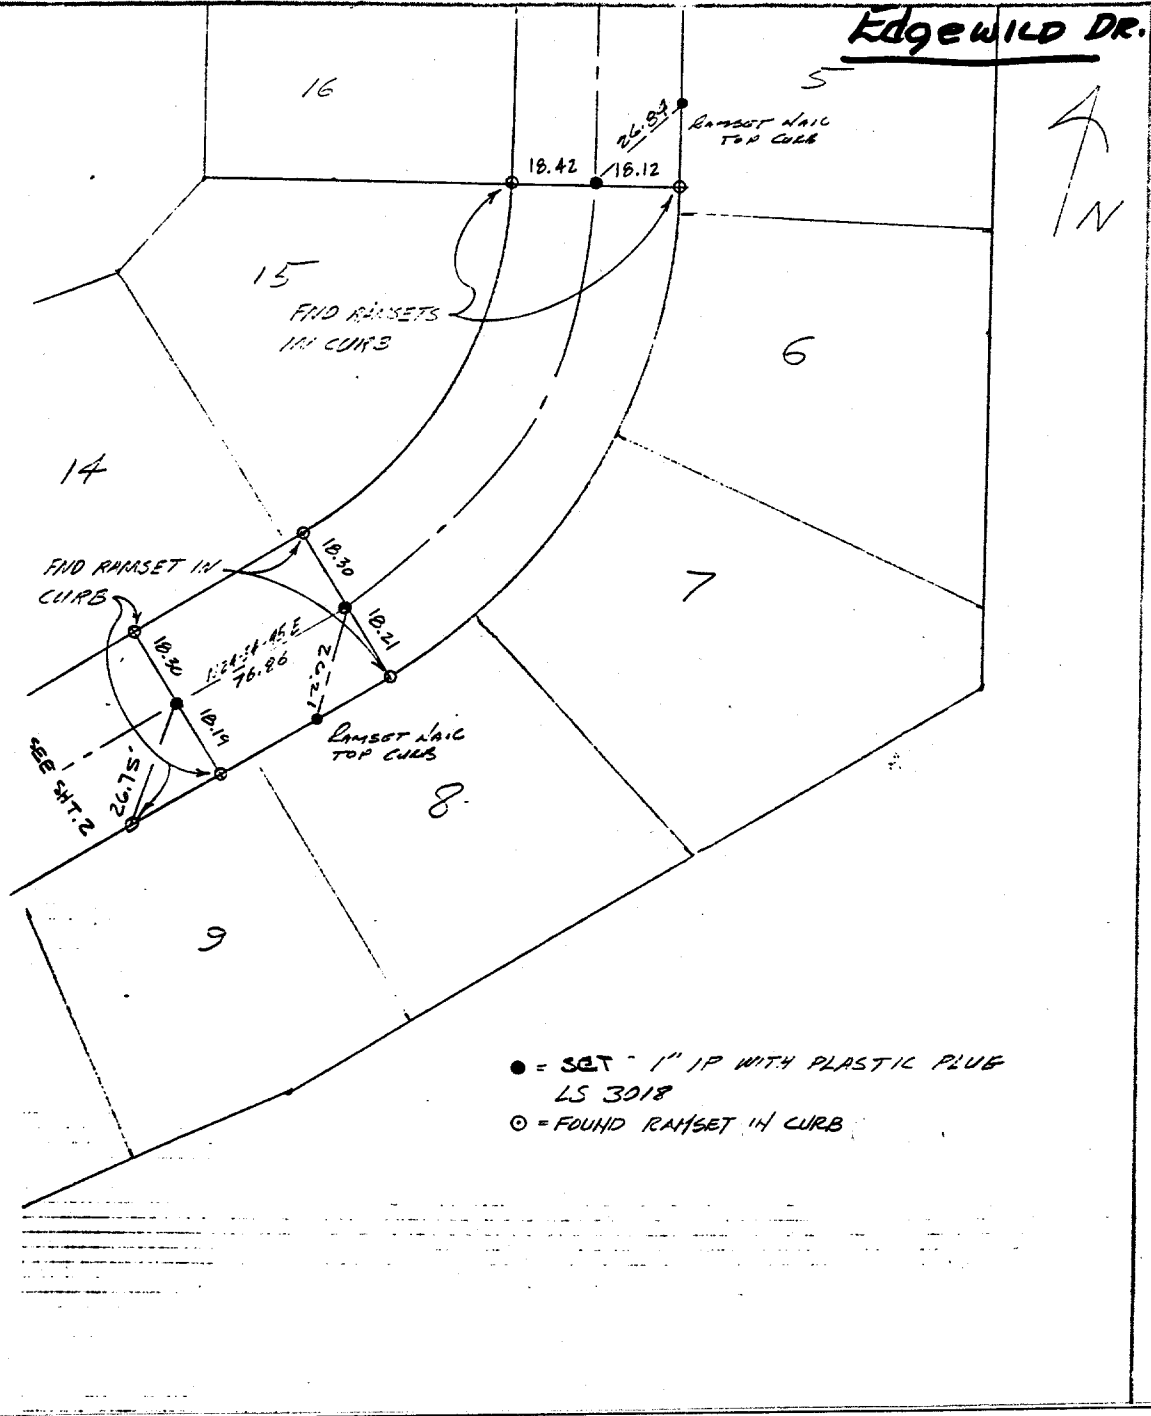 EdgewILD DR.
16
5
26.84
RAMSET NAIL
TOP CURB
18.42
18.12
N
15
FND RAMSETS
IN CURB
6
14
FND RAMSET IN
CURB
18.30
7
18.21
18.30
76.86
26.21
18.19
RAMSET NAIL
TOP CURB
SEE SHT.2
26.75'
8
9
● = SET - 1" IP WITH PLASTIC PLUG
LS 3018
⊙ = FOUND RAMSET IN CURB